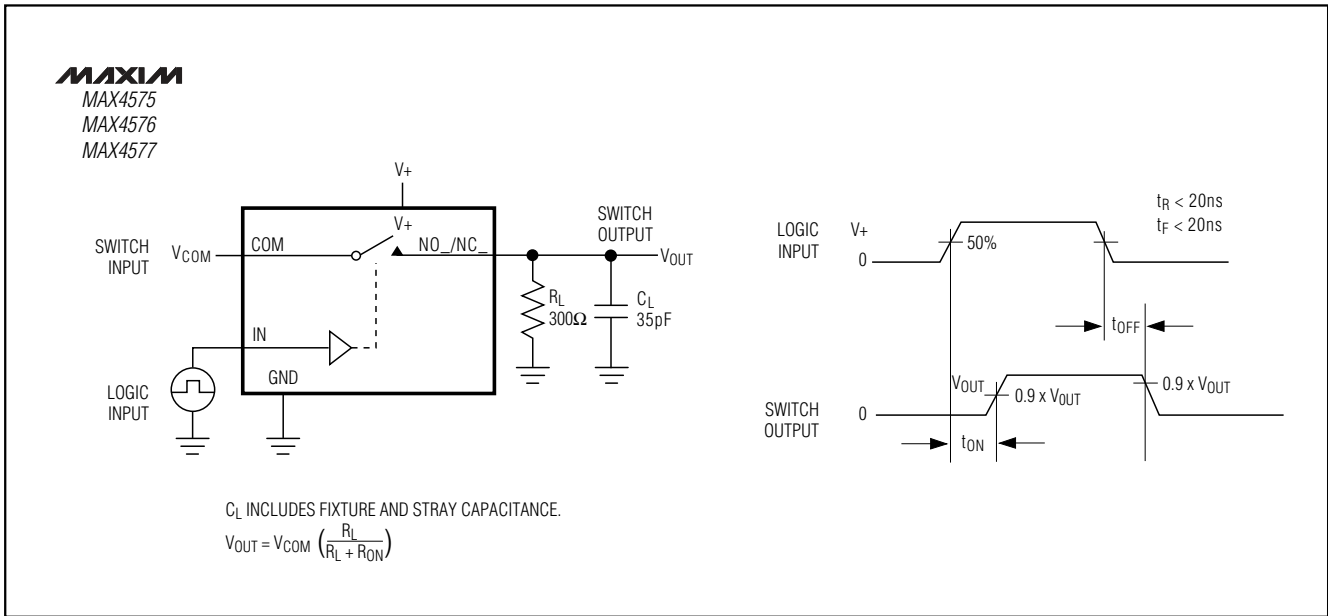 MAXIM
MAX4575
MAX4576
MAX4577
V+
V+
SWITCH
INPUT
VCOM
COM
NO_/NC_
SWITCH
OUTPUT
VOUT
RL
300Ω
CL
35pF
IN
GND
LOGIC
INPUT
CL INCLUDES FIXTURE AND STRAY CAPACITANCE.
VOUT = VCOM (RL / RL + RON)
tR < 20ns
tF < 20ns
LOGIC
INPUT
V+
0
50%
tOFF
VOUT
0.9 x VOUT
0.9 x VOUT
SWITCH
OUTPUT
0
tON